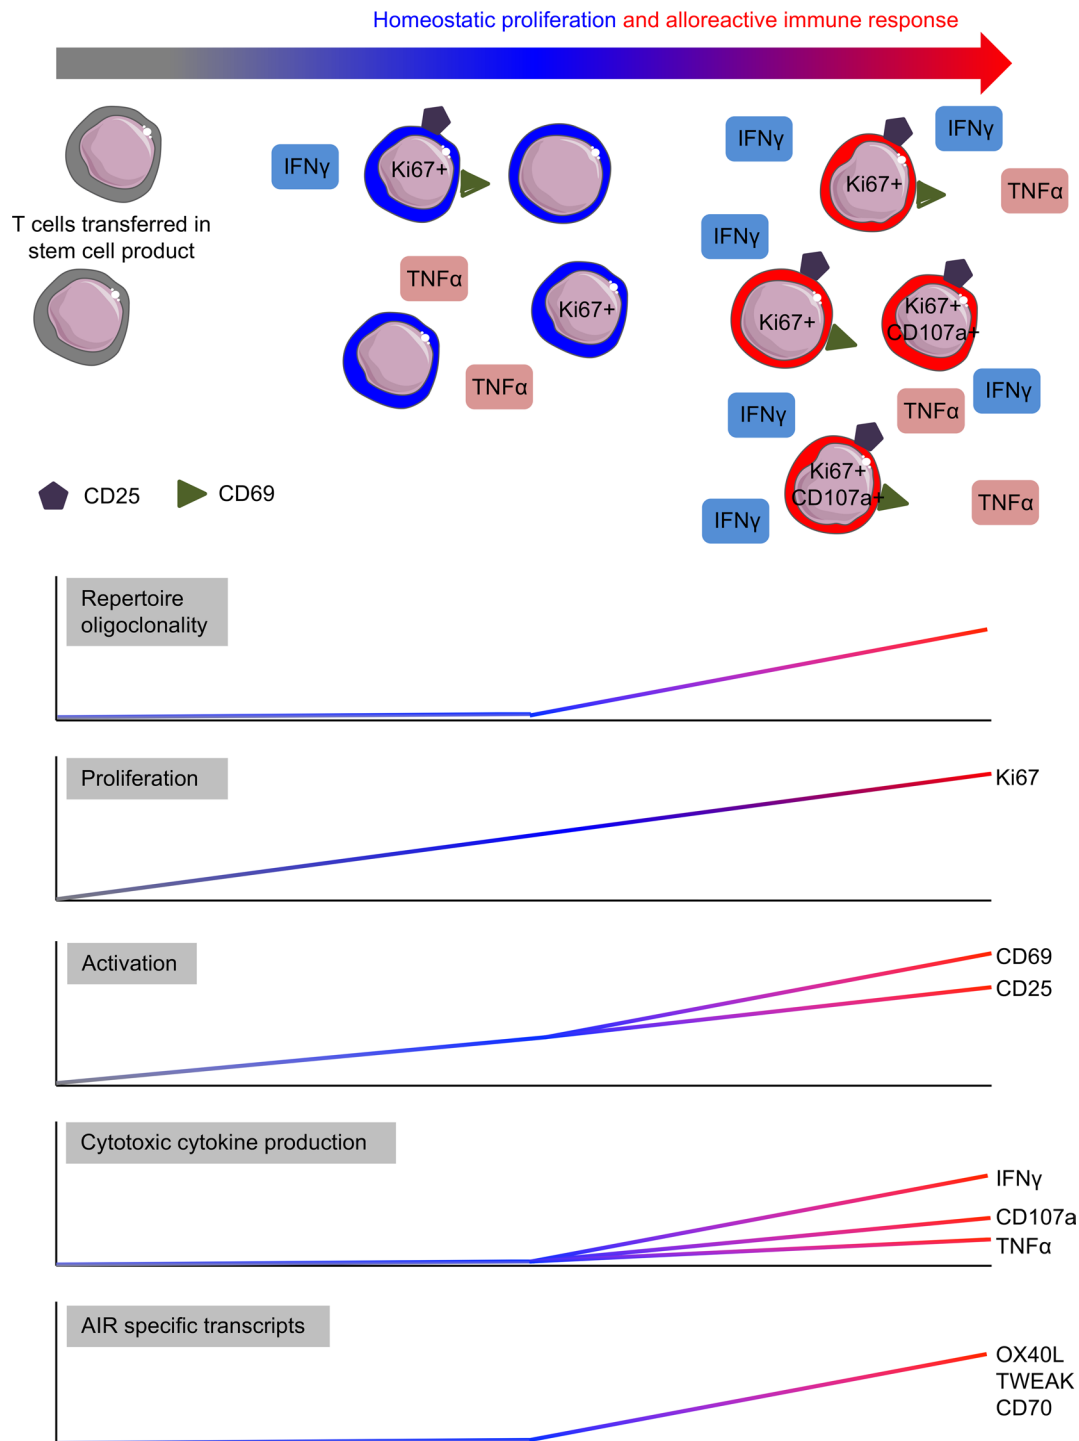 Homeostatic proliferation and alloreactive immune response
IFNγ
IFNγ
IFNγ
Ki67+
Ki67+
TNFα
T cells transferred in
stem cell product
IFNγ
TNFα
Ki67+
Ki67+
Ki67+
CD107a+
TNFα
IFNγ
IFNγ
TNFα
Ki67+
CD107a+
CD25
CD69
IFNγ
TNFα
Repertoire
oligoclonality
Proliferation
Ki67
Activation
CD69
CD25
Cytotoxic cytokine production
IFNγ
CD107a
TNFα
AIR specific transcripts
OX40L
TWEAK
CD70